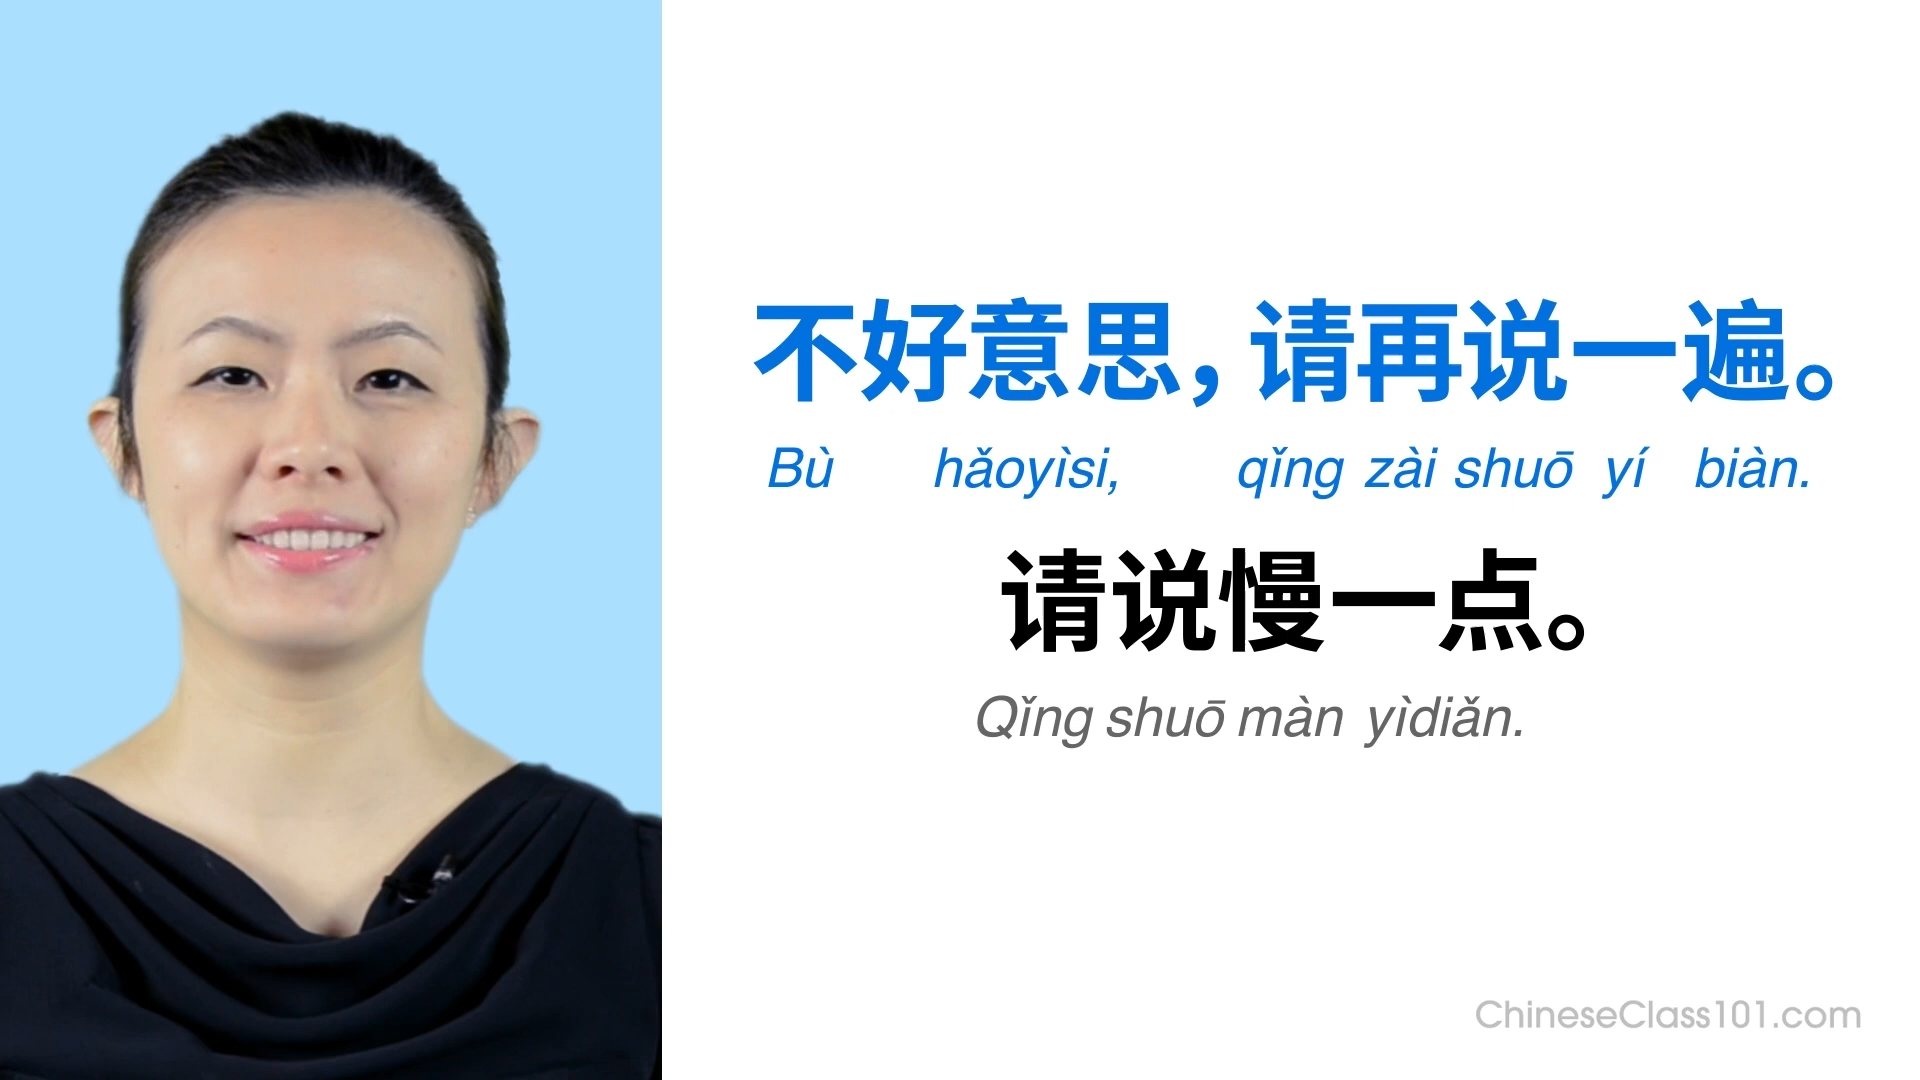 不好意思，请再说一遍。
Bù hǎoyìsi, qǐng zài shuō yí biàn.
请说慢一点。
Qǐng shuō màn yìdiǎn.
ChineseClass101.com